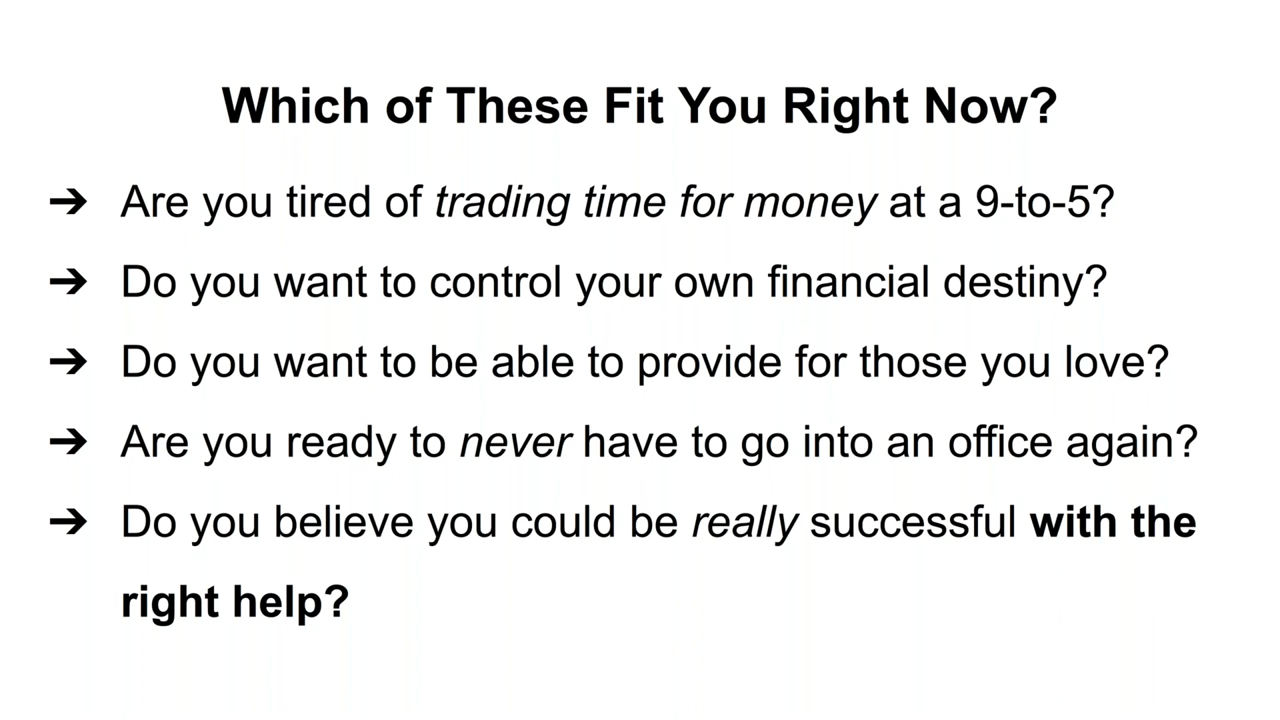 Which of These Fit You Right Now?
➔ Are you tired of trading time for money at a 9-to-5?
➔ Do you want to control your own financial destiny?
➔ Do you want to be able to provide for those you love?
➔ Are you ready to never have to go into an office again?
➔ Do you believe you could be really successful with the
right help?